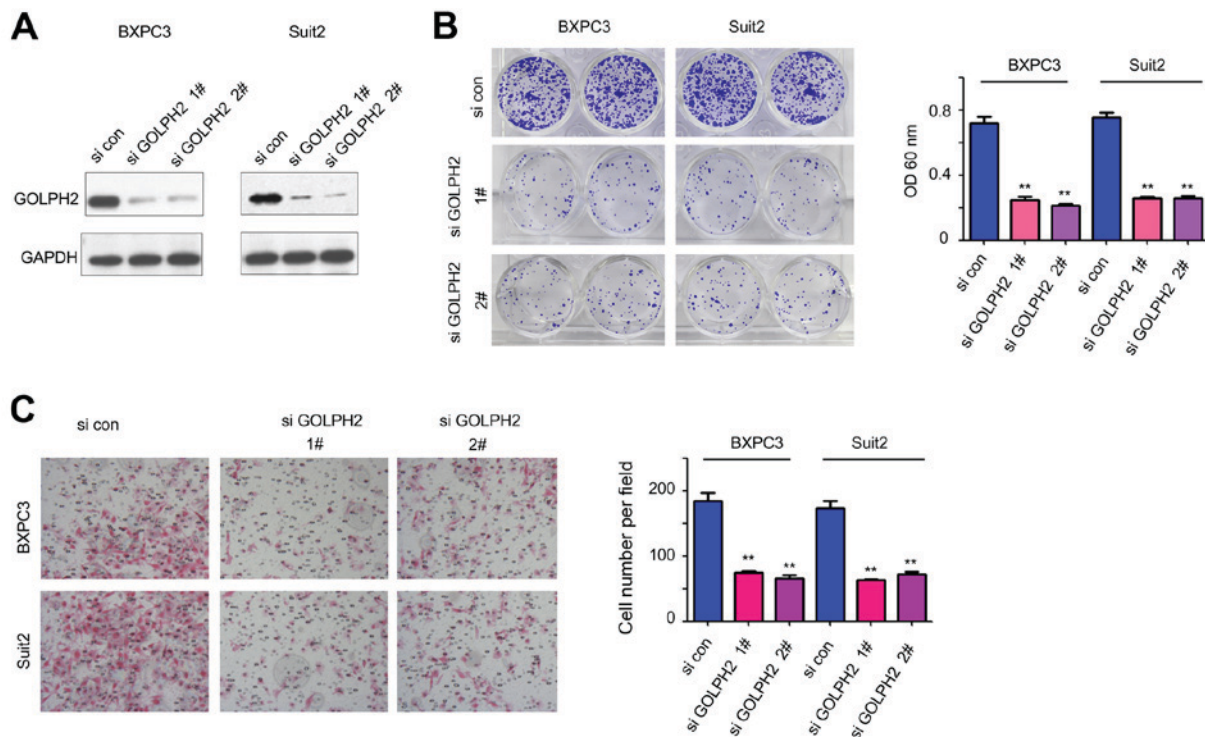 A
BXPC3
Suit2
si con
si GOLPH2 1#
si GOLPH2 2#
si con
si GOLPH2 1#
si GOLPH2 2#
GOLPH2
GAPDH
B
BXPC3
Suit2
si con
si GOLPH2
1#
si GOLPH2
2#
BXPC3
Suit2
OD 60 nm
0.8
0.4
0
**
**
**
**
si con
si GOLPH2 1#
si GOLPH2 2#
si con
si GOLPH2 1#
si GOLPH2 2#
C
si con
si GOLPH2
1#
si GOLPH2
2#
BXPC3
Suit2
BXPC3
Suit2
Cell number per field
200
100
0
**
**
**
**
si con
si GOLPH2 1#
si GOLPH2 2#
si con
si GOLPH2 1#
si GOLPH2 2#